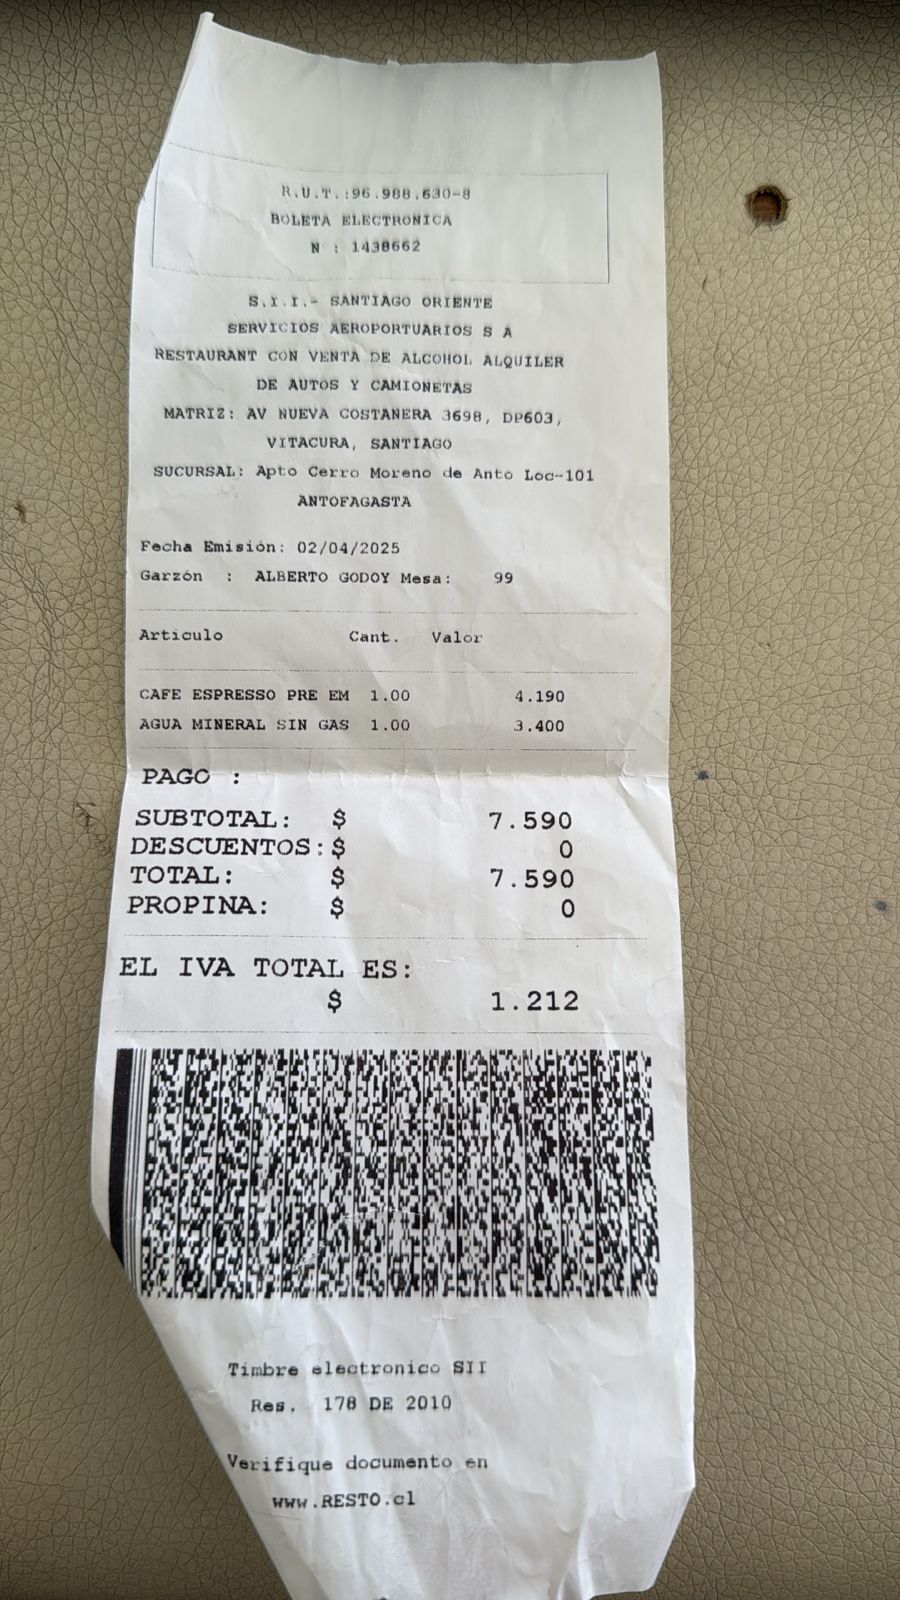 R.U.T.:96.988.630-8
BOLETA ELECTRONICA
N : 1438662
S.I.I.- SANTIAGO ORIENTE
SERVICIOS AEROPORTUARIOS S A
RESTAURANT CON VENTA DE ALCOHOL ALQUILER
DE AUTOS Y CAMIONETAS
MATRIZ: AV NUEVA COSTANERA 3698, DP603,
VITACURA, SANTIAGO
SUCURSAL: Apto Cerro Moreno de Anto Loc-101
ANTOFAGASTA
Fecha Emisión: 02/04/2025
Garzón : ALBERTO GODOY Mesa: 99
Articulo Cant. Valor
CAFE ESPRESSO PRE EM 1.00 4.190
AGUA MINERAL SIN GAS 1.00 3.400
PAGO :
SUBTOTAL: $ 7.590
DESCUENTOS:$ 0
TOTAL: $ 7.590
PROPINA: $ 0
EL IVA TOTAL ES:
$ 1.212
Timbre electronico SII
Res. 178 DE 2010
Verifique documento en
www.RESTO.cl